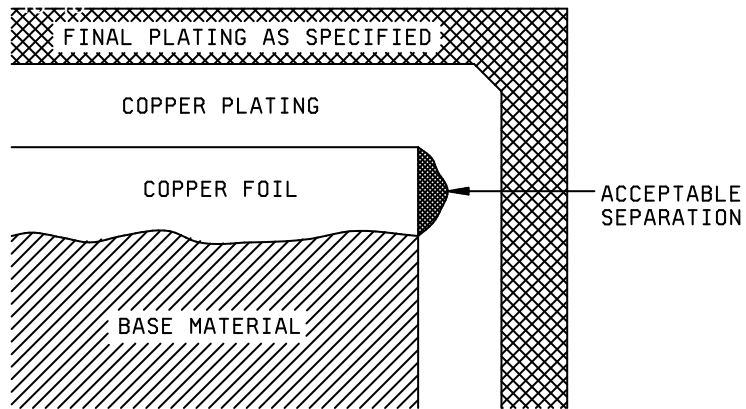 FINAL PLATING AS SPECIFIED
COPPER PLATING
COPPER FOIL
ACCEPTABLE
SEPARATION
BASE MATERIAL